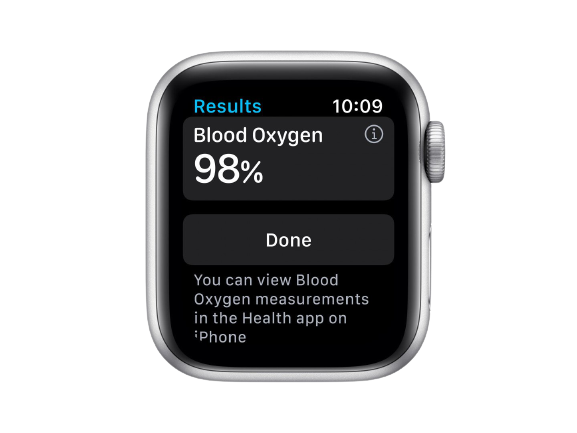 Results 10:09
Blood Oxygen
98%
Done
You can view Blood
Oxygen measurements
in the Health app on
iPhone